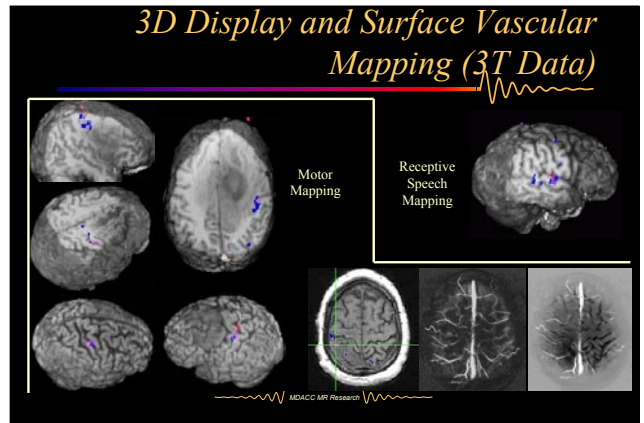 3D Display and Surface Vascular
Mapping (3T Data)
Motor
Mapping
Receptive
Speech
Mapping
MDACC MR Research